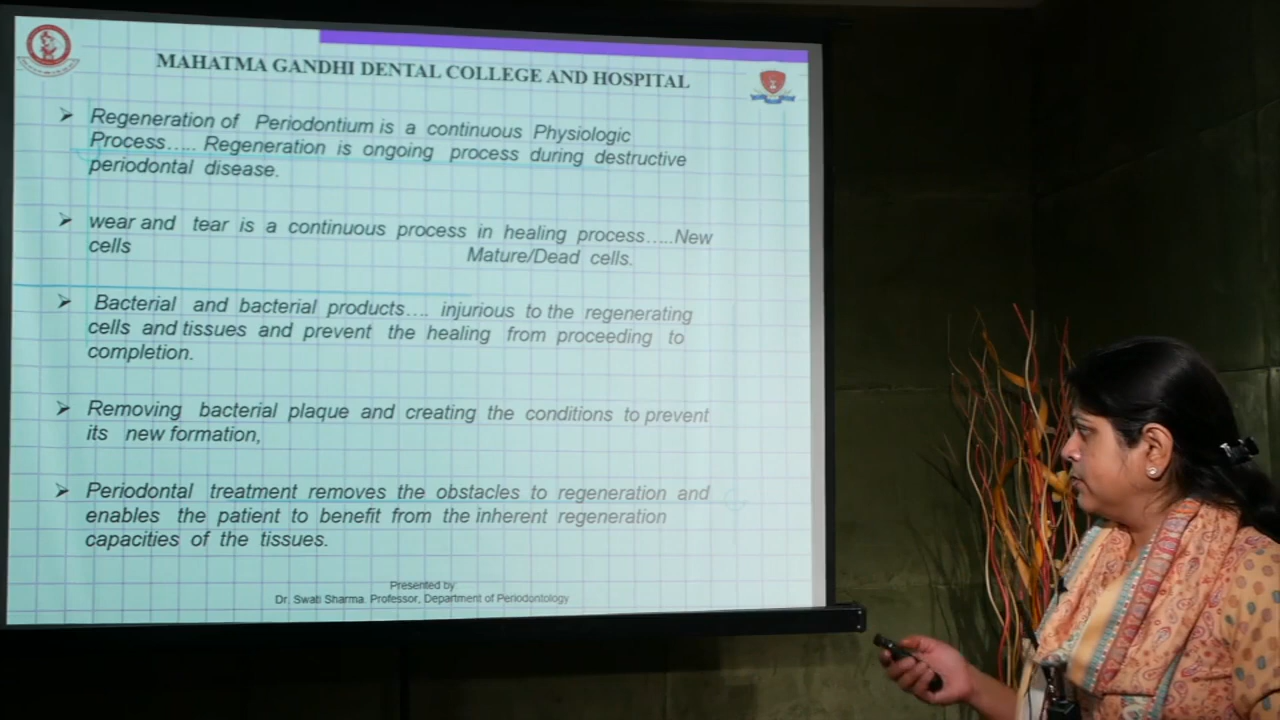 MAHATMA GANDHI DENTAL COLLEGE AND HOSPITAL
Regeneration of Periodontium is a continuous Physiologic
Process..... Regeneration is ongoing process during destructive
periodontal disease.
wear and tear is a continuous process in healing process.....New
cells Mature/Dead cells.
Bacterial and bacterial products.... injurious to the regenerating
cells and tissues and prevent the healing from proceeding to
completion.
Removing bacterial plaque and creating the conditions to prevent
its new formation,
Periodontal treatment removes the obstacles to regeneration and
enables the patient to benefit from the inherent regeneration
capacities of the tissues.
Presented by
Dr. Swati Sharma. Professor, Department of Periodontology